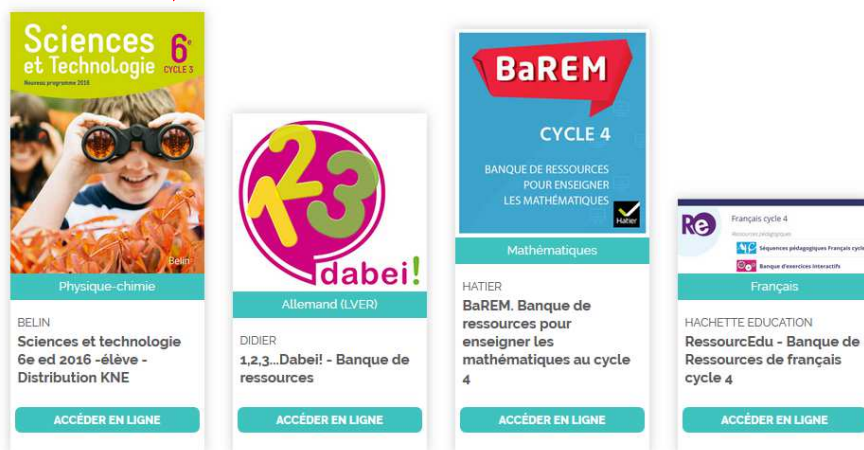 Sciences
et Technologie
6e
CYCLE 3
Nouveau programme 2016
Belin
Physique-chimie
BELIN
Sciences et technologie
6e ed 2016 -élève -
Distribution KNE
ACCÉDER EN LIGNE
123
dabei!
Allemand (LVER)
DIDIER
1,2,3...Dabei! - Banque de
ressources
ACCÉDER EN LIGNE
BaREM
CYCLE 4
BANQUE DE RESSOURCES
POUR ENSEIGNER
LES MATHÉMATIQUES
Hatier
Mathématiques
HATIER
BaREM. Banque de
ressources pour
enseigner les
mathématiques au cycle
4
ACCÉDER EN LIGNE
Re
Français cycle 4
Ressources pédagogiques
Séquences pédagogiques Français cycle
Banque d'exercices interactifs
Français
HACHETTE EDUCATION
RessourcEdu - Banque de
Ressources de français
cycle 4
ACCÉDER EN LIGNE